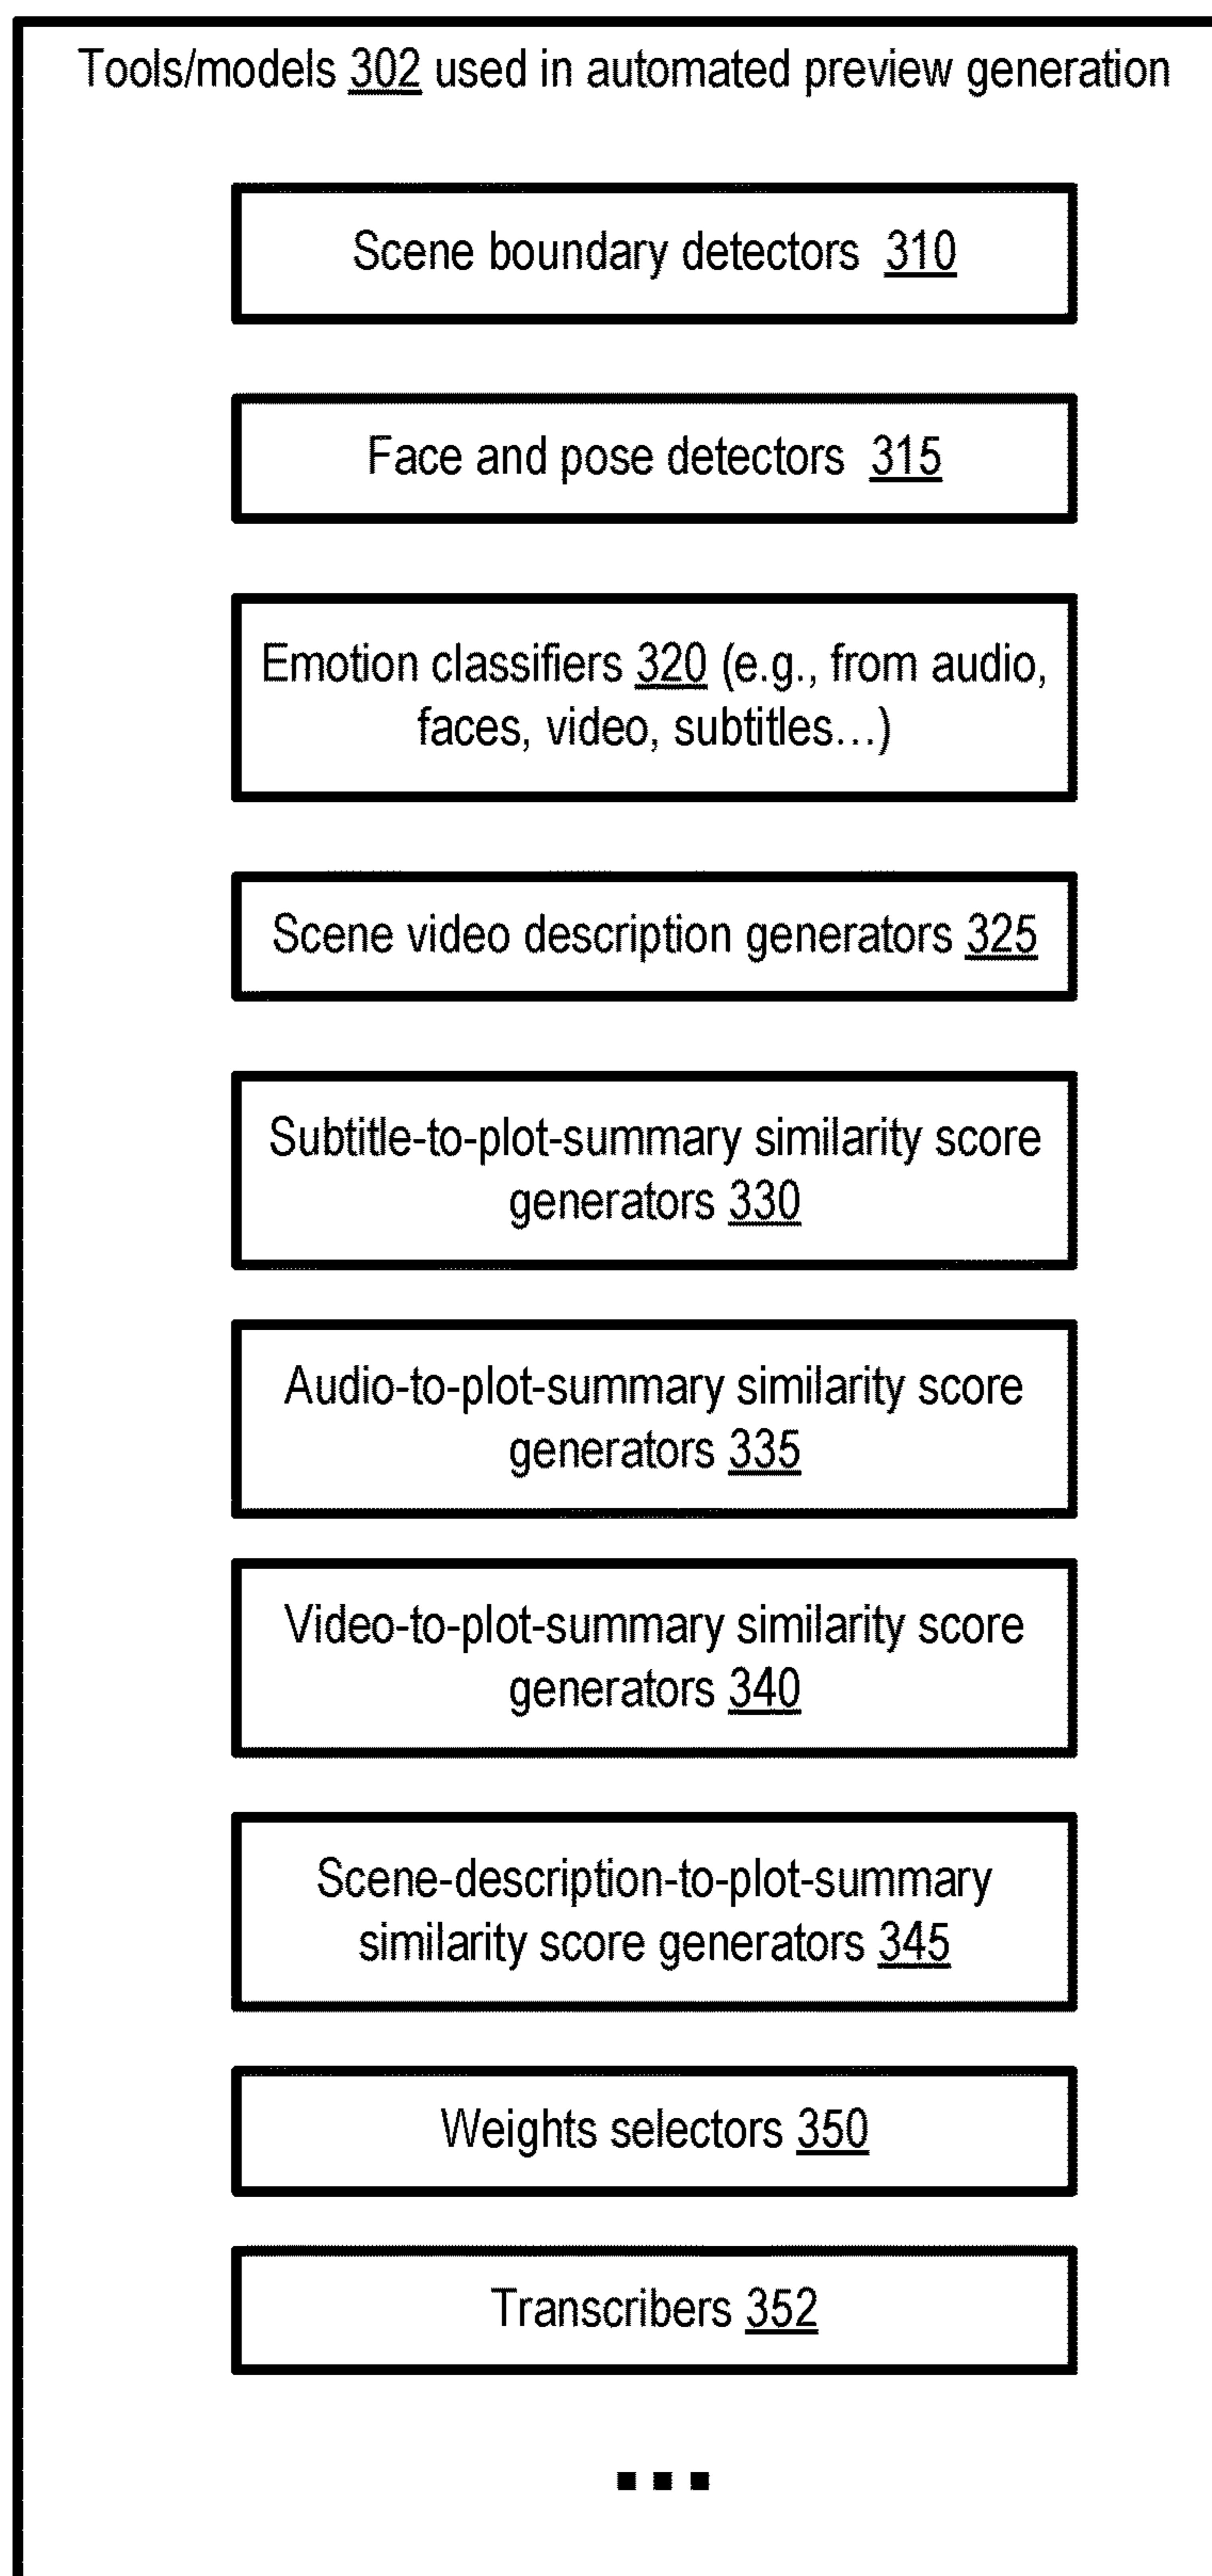 Tools/models 302 used in automated preview generation
Scene boundary detectors 310
Face and pose detectors 315
Emotion classifiers 320 (e.g., from audio,
faces, video, subtitles...)
Scene video description generators 325
Subtitle-to-plot-summary similarity score
generators 330
Audio-to-plot-summary similarity score
generators 335
Video-to-plot-summary similarity score
generators 340
Scene-description-to-plot-summary
similarity score generators 345
Weights selectors 350
Transcribers 352
...